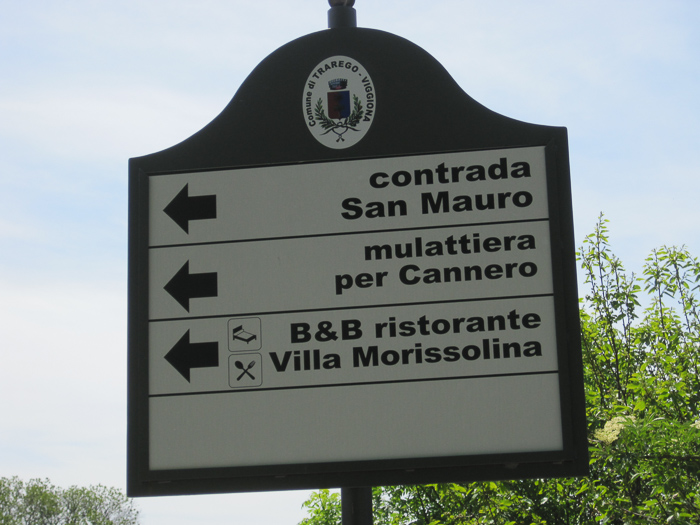 Comune di TRAREGO - VIGGIONA
contrada
San Mauro
mulattiera
per Cannero
B&B ristorante
Villa Morissolina